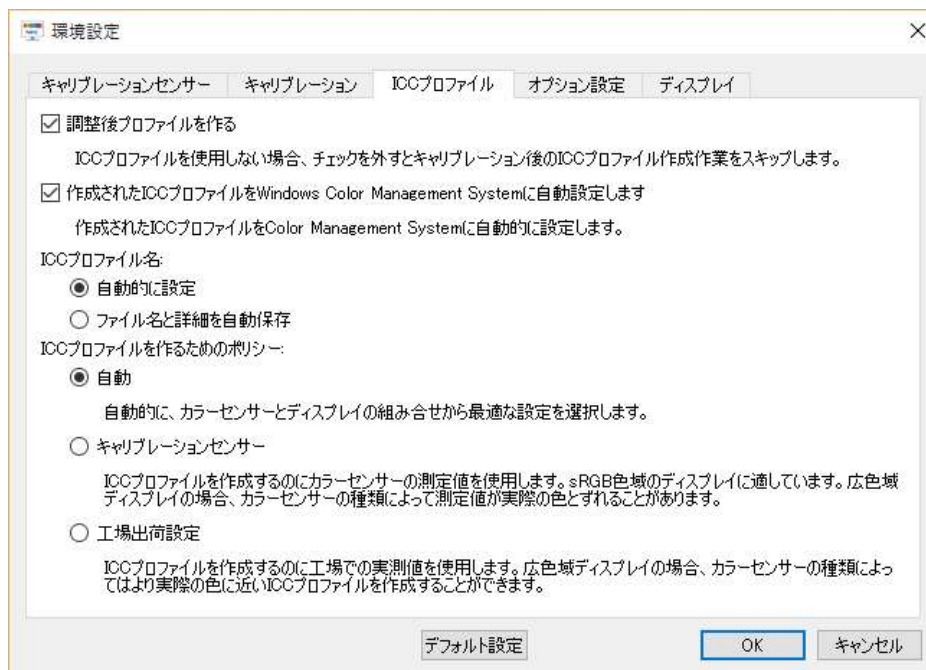 環境設定
キャリブレーションセンサー キャリブレーション ICCプロファイル オプション設定 ディスプレイ
調整後プロファイルを作る
ICCプロファイルを使用しない場合、チェックを外すとキャリブレーション後のICCプロファイル作成作業をスキップします。
作成されたICCプロファイルをWindows Color Management Systemに自動設定します
作成されたICCプロファイルをColor Management Systemに自動的に設定します。
ICCプロファイル名:
自動的に設定
ファイル名と詳細を自動保存
ICCプロファイルを作るためのポリシー:
自動
自動的に、カラーセンサーとディスプレイの組み合せから最適な設定を選択します。
キャリブレーションセンサー
ICCプロファイルを作成するのにカラーセンサーの測定値を使用します。sRGB色域のディスプレイに適しています。広色域
ディスプレイの場合、カラーセンサーの種類によって測定値が実際の色とずれることがあります。
工場出荷設定
ICCプロファイルを作成するのに工場での実測値を使用します。広色域ディスプレイの場合、カラーセンサーの種類によっ
てはより実際の色に近いICCプロファイルを作成することができます。
デフォルト設定 OK キャンセル